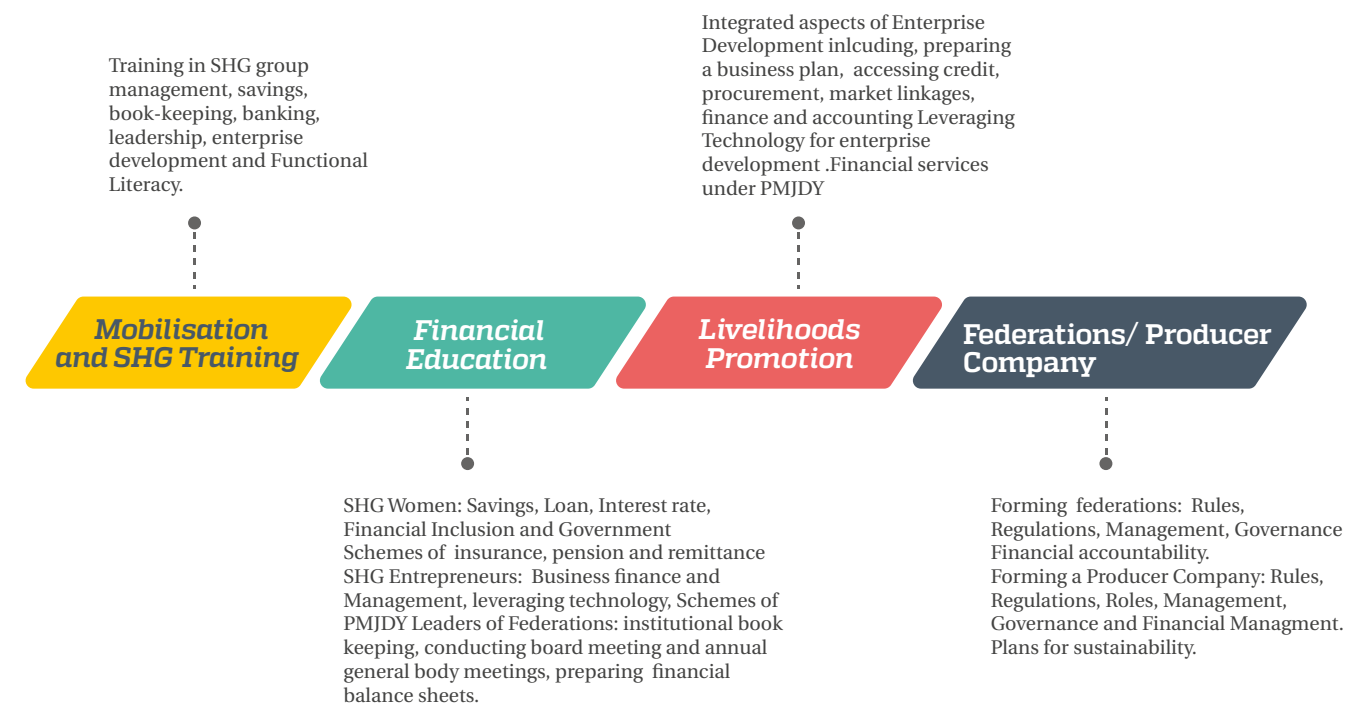 Training in SHG group
management, savings,
book-keeping, banking,
leadership, enterprise
development and Functional
Literacy.
Integrated aspects of Enterprise
Development inlcuding, preparing
a business plan, accessing credit,
procurement, market linkages,
finance and accounting Leveraging
Technology for enterprise
development .Financial services
under PMJDY
Mobilisation
and SHG Training
Financial
Education
Livelihoods
Promotion
Federations/ Producer
Company
SHG Women: Savings, Loan, Interest rate,
Financial Inclusion and Government
Schemes of insurance, pension and remittance
SHG Entrepreneurs: Business finance and
Management, leveraging technology, Schemes of
PMJDY Leaders of Federations: institutional book
keeping, conducting board meeting and annual
general body meetings, preparing financial
balance sheets.
Forming federations: Rules,
Regulations, Management, Governance
Financial accountability.
Forming a Producer Company: Rules,
Regulations, Roles, Management,
Governance and Financial Managment.
Plans for sustainability.